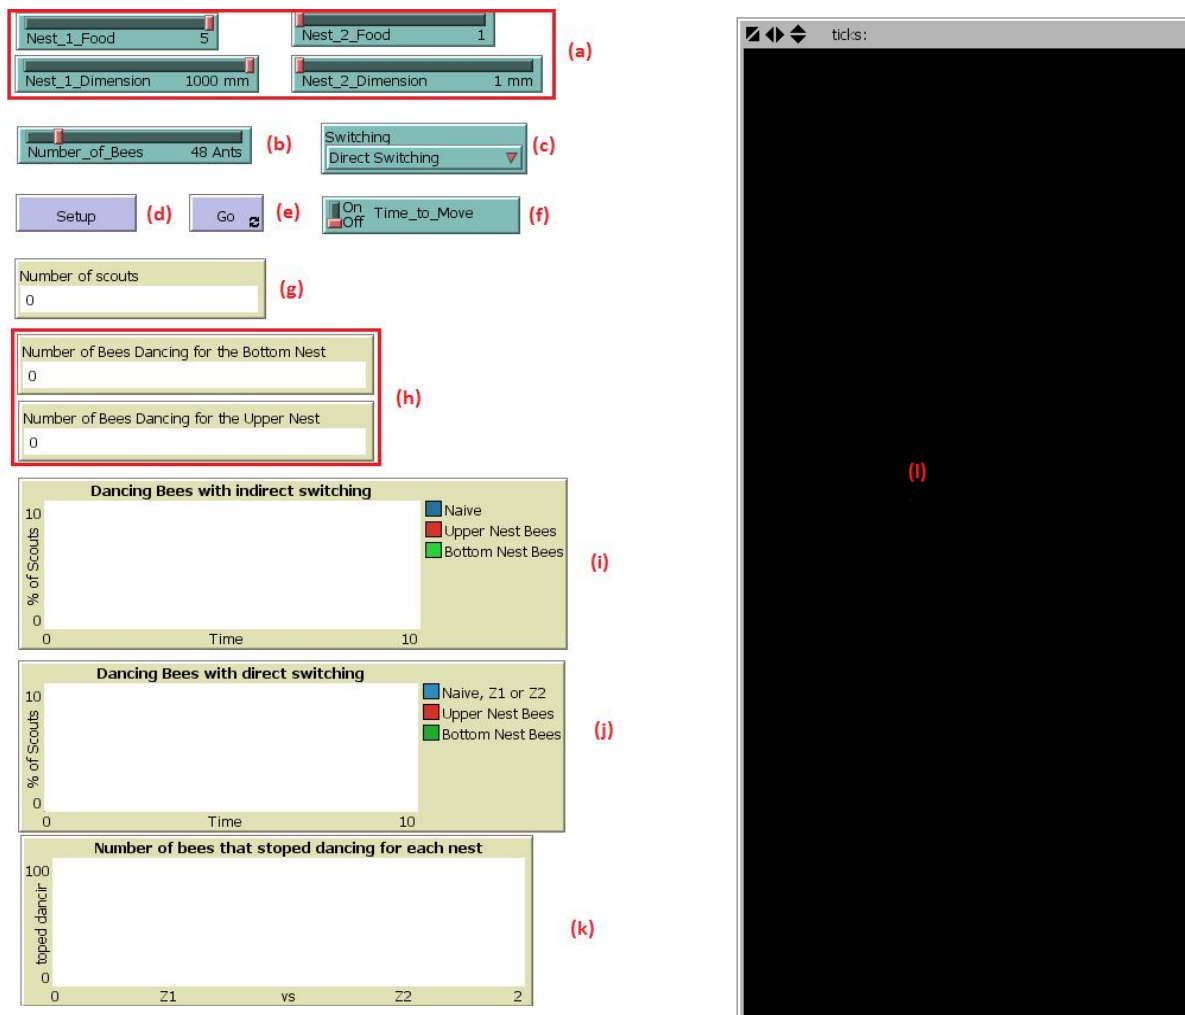 Nest_1_Food 5
Nest_2_Food 1
(a)
Nest_1_Dimension 1000 mm
Nest_2_Dimension 1 mm
Number_of_Bees 48 Ants
(b)
Switching
Direct Switching
(c)
Setup
(d)
Go
(e)
On
Off
Time_to_Move
(f)
Number of scouts
0
(g)
Number of Bees Dancing for the Bottom Nest
0
(h)
Number of Bees Dancing for the Upper Nest
0
Dancing Bees with indirect switching
10
% of Scouts
0
0 Time 10
Naive
Upper Nest Bees
Bottom Nest Bees
(i)
Dancing Bees with direct switching
10
% of Scouts
0
0 Time 10
Naive, Z1 or Z2
Upper Nest Bees
Bottom Nest Bees
(j)
Number of bees that stoped dancing for each nest
100
toped dancir
0
0 Z1 vs Z2 2
(k)
ticks:
(l)